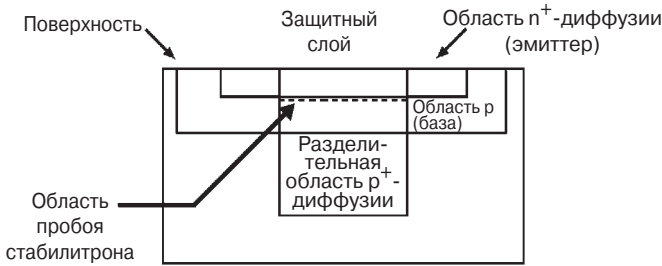 Поверхность
Защитный
слой
Область n+-диффузии
(эмиттер)
Область p
(база)
Раздели-
тельная
область p+-
диффузии
Область
пробоя
стабилитрона